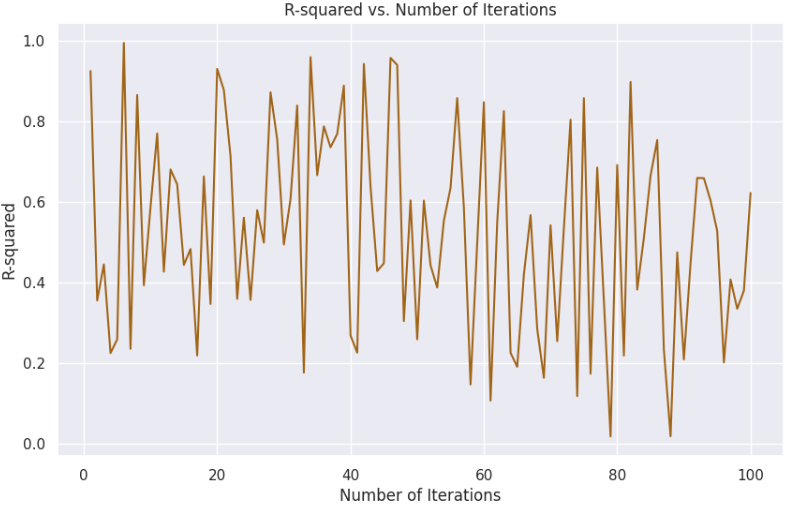 R-squared vs. Number of Iterations
1.0
0.8
0.6
0.4
0.2
0.0
R-squared
0 20 40 60 80 100
Number of Iterations